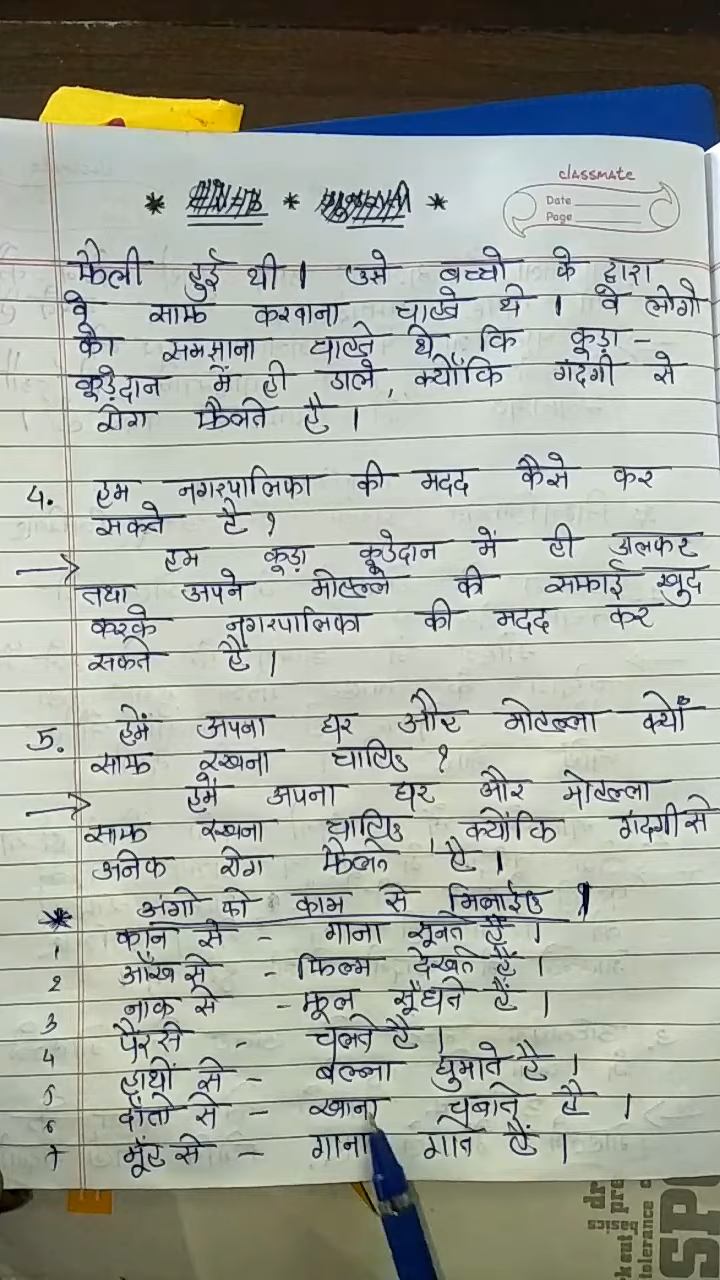 classmate
Date
Page
फैली हुई थी । उसे बच्चो के द्वारा
वे साफ करवाना चाहते थे । वे लोगो
को समझाना चाहते थे कि कूड़ा -
कूड़ेदान में ही डाले, क्योंकि गंदगी से
रोग फैलते है ।
4. हम नगरपालिका की मदद कैसे कर
सकते है ?
→ हम कूड़ा कूड़ेदान में ही डालकर
तथा अपने मोहल्ले की सफाई खुद
करके नगरपालिका की मदद कर
सकते है ।
5. हमें अपना घर और मोहल्ला क्यों
साफ रखना चाहिए ?
→ हमें अपना घर और मोहल्ला
साफ रखना चाहिए क्योंकि गंदगी से
अनेक रोग फैलते है ।
* अंगो को काम से मिलाईए ।
1 कान से - गाना सुनते हैं ।
2 आँख से - फिल्म देखते हैं ।
3 नाक से - फूल सूँघते हैं ।
4 पैर से - चलते है ।
5 हाथों से - बल्ला घुमाते है ।
6 दाँतो से - खाना चबाते है ।
7 मूँह से - गाना गाते हैं ।